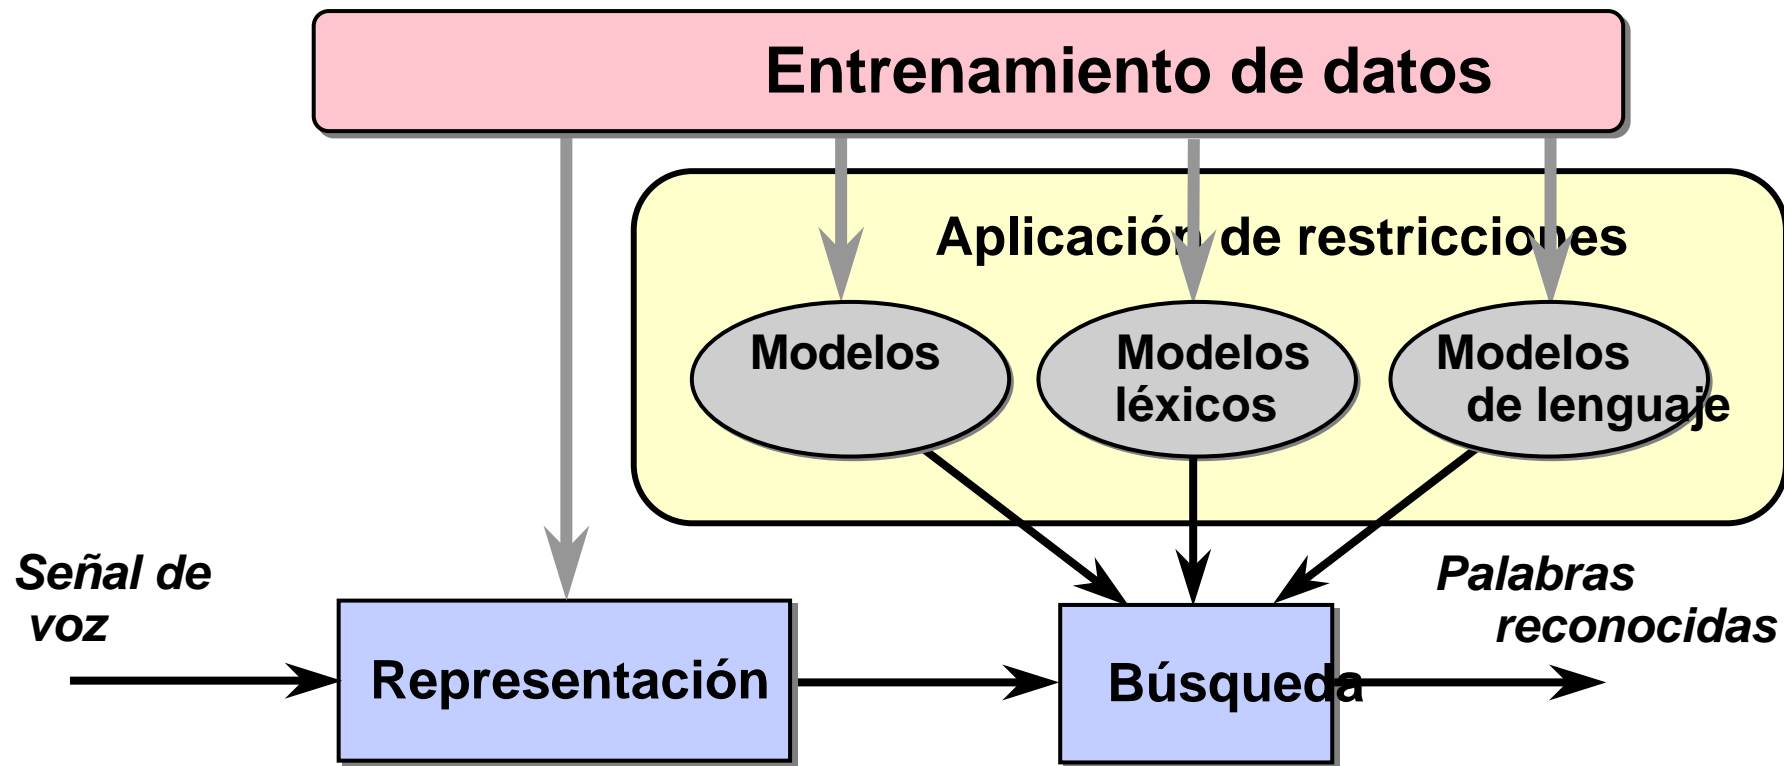 Entrenamiento de datos
Aplicación de restricciones
Modelos
Modelos
léxicos
Modelos
de lenguaje
Señal de
voz
Representación
Búsqueda
Palabras
reconocidas